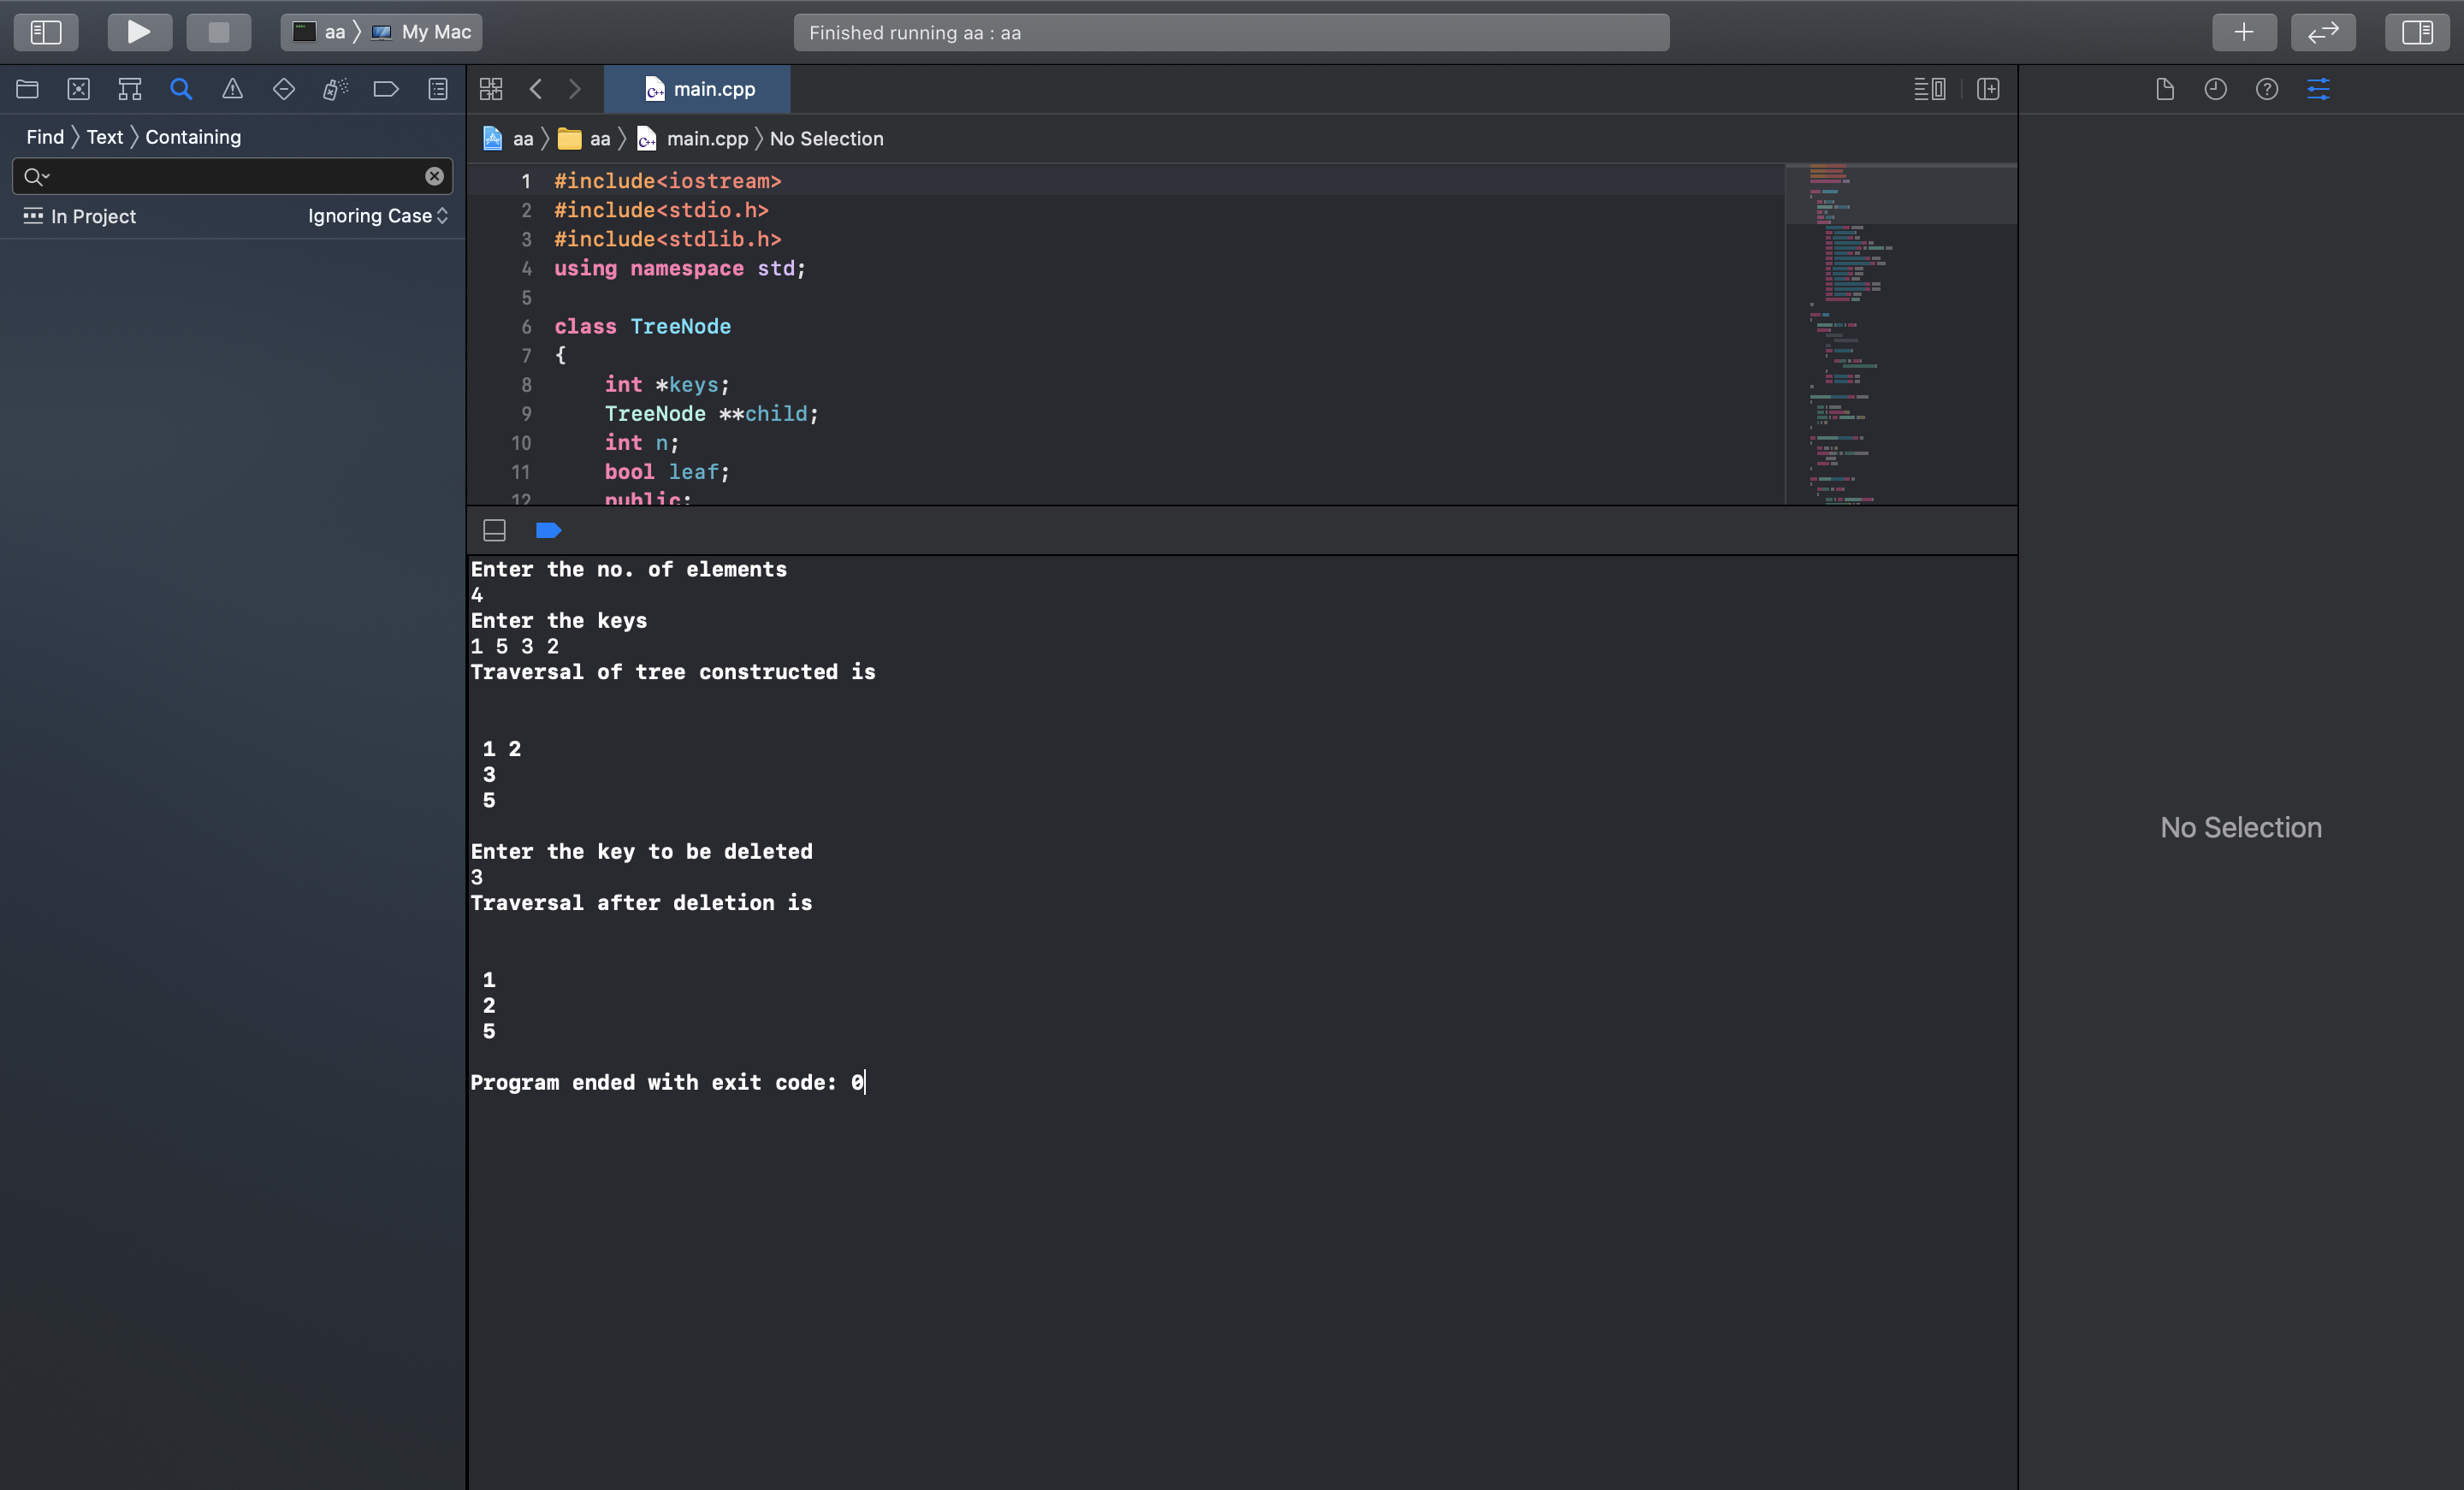 aa 〉 My Mac
Finished running aa : aa
main.cpp
Find 〉 Text 〉 Containing
In Project
Ignoring Case
aa 〉 aa 〉 main.cpp 〉 No Selection
1 #include<iostream>
2 #include<stdio.h>
3 #include<stdlib.h>
4 using namespace std;
5
6 class TreeNode
7 {
8 int *keys;
9 TreeNode **child;
10 int n;
11 bool leaf;
12 public:
Enter the no. of elements
4
Enter the keys
1 5 3 2
Traversal of tree constructed is
1 2
3
5
Enter the key to be deleted
3
Traversal after deletion is
1
2
5
Program ended with exit code: 0
No Selection